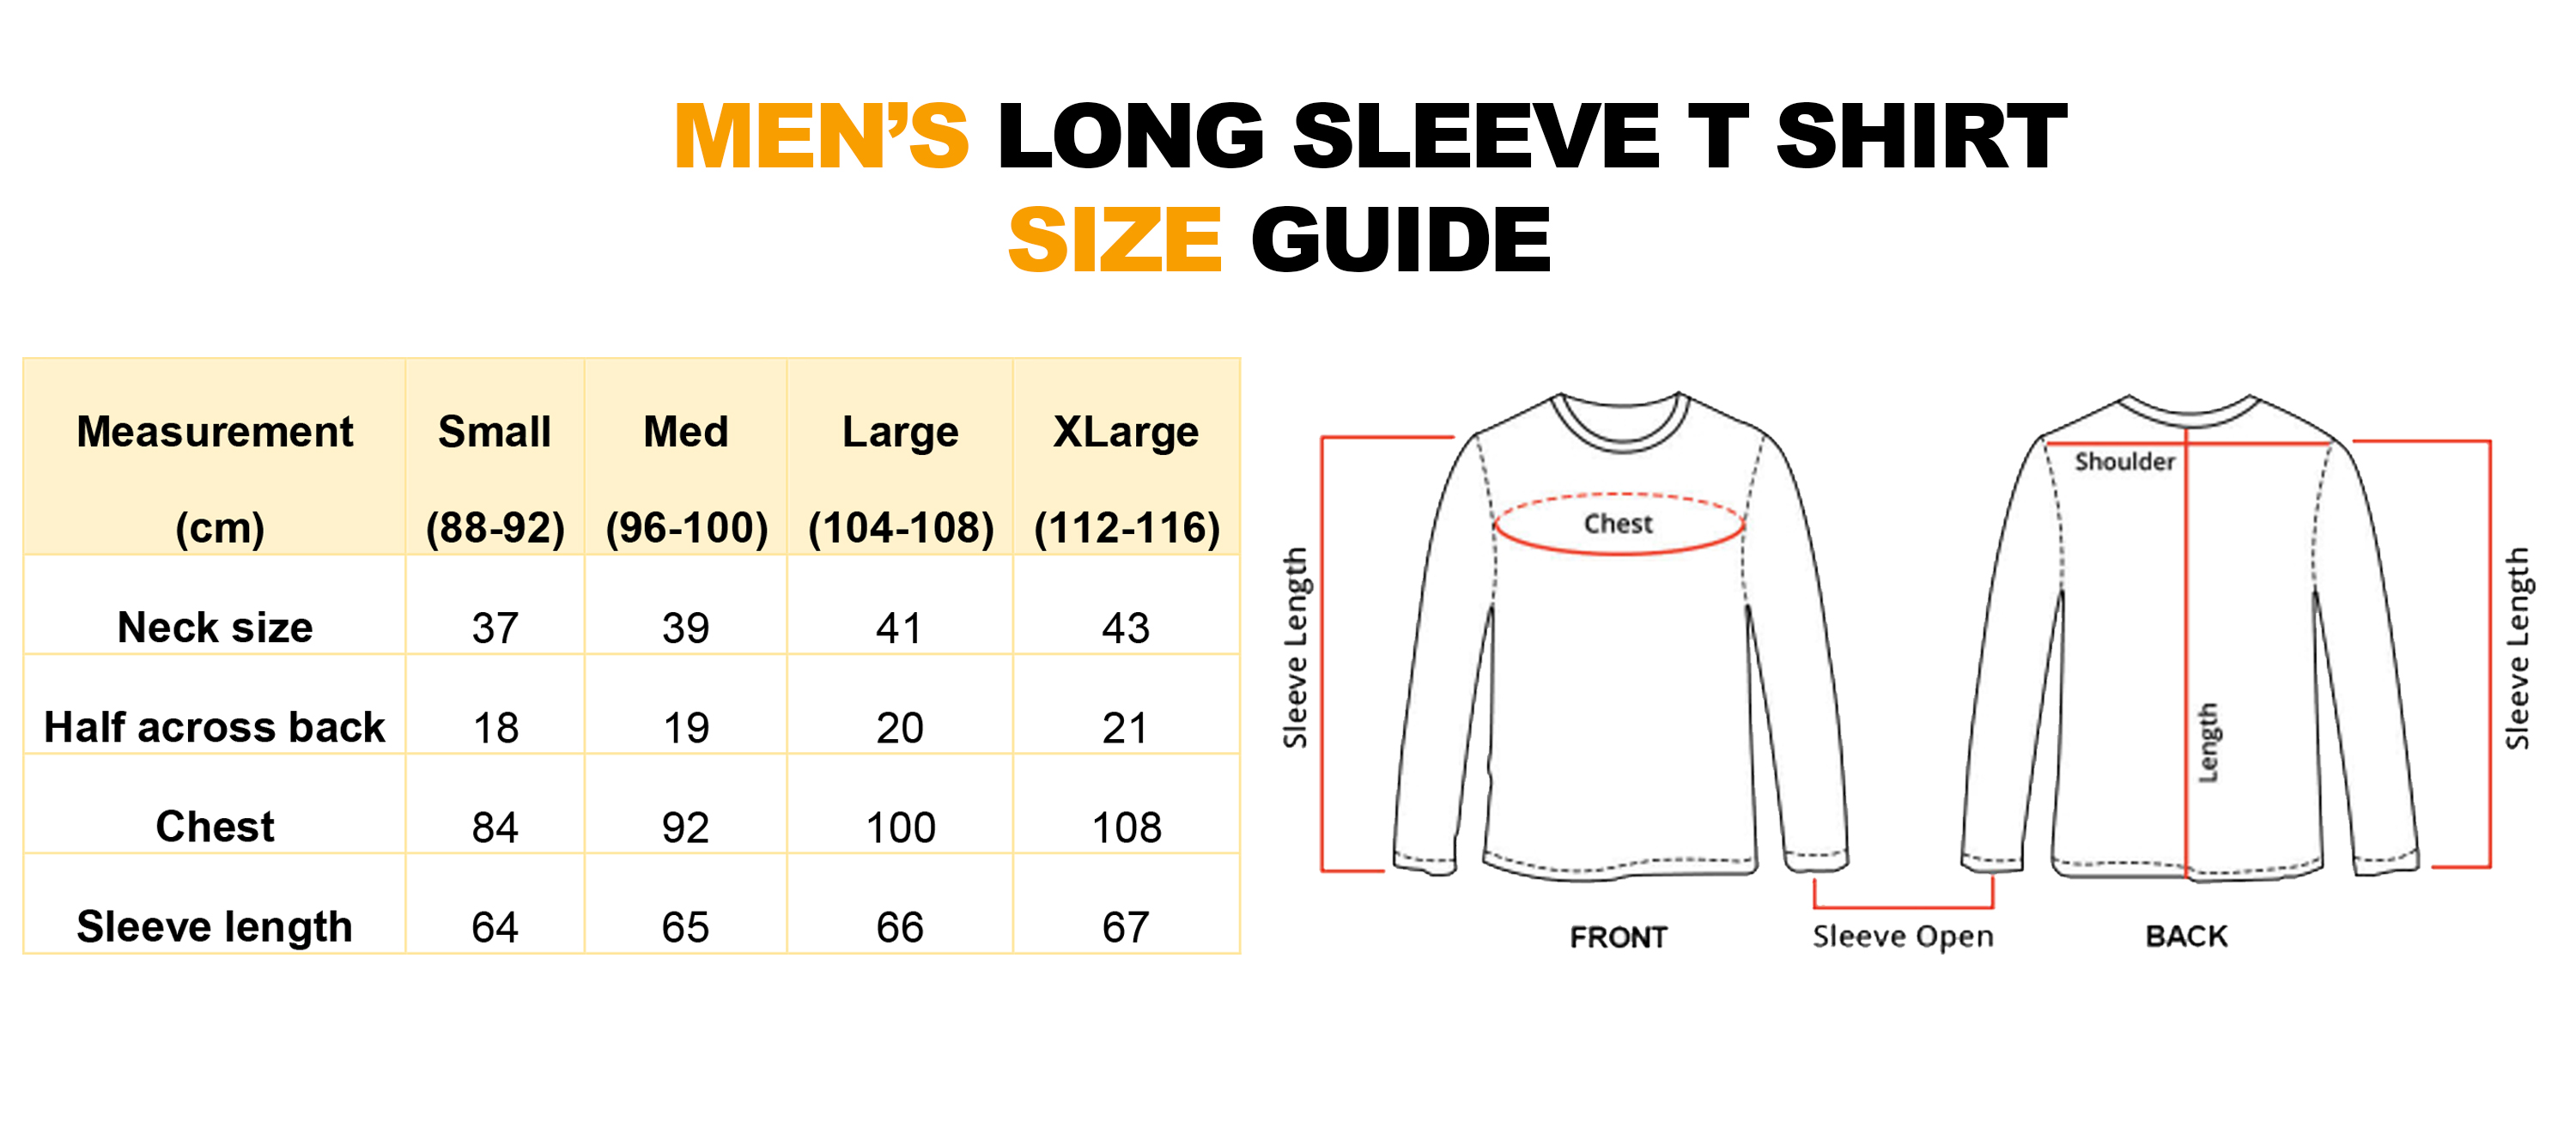 MEN’S LONG SLEEVE T SHIRT
SIZE GUIDE
Measurement (cm) Small (88-92) Med (96-100) Large (104-108) XLarge (112-116)
Neck size 37 39 41 43
Half across back 18 19 20 21
Chest 84 92 100 108
Sleeve length 64 65 66 67
Sleeve Length
Chest
FRONT
Sleeve Open
Shoulder
Length
BACK
Sleeve Length